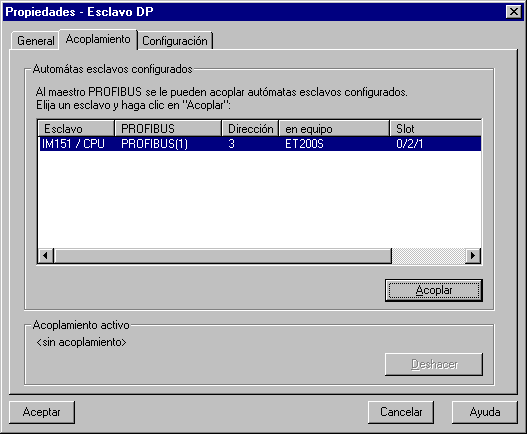 Propiedades - Esclavo DP
General Acoplamiento Configuración
Automátas esclavos configurados
Al maestro PROFIBUS se le pueden acoplar autómatas esclavos configurados.
Elija un esclavo y haga clic en "Acoplar":
Esclavo PROFIBUS Dirección en equipo Slot
IM151 / CPU PROFIBUS(1) 3 ET200S 0/2/1
Acoplar
Acoplamiento activo
<sin acoplamiento>
Deshacer
Aceptar Cancelar Ayuda